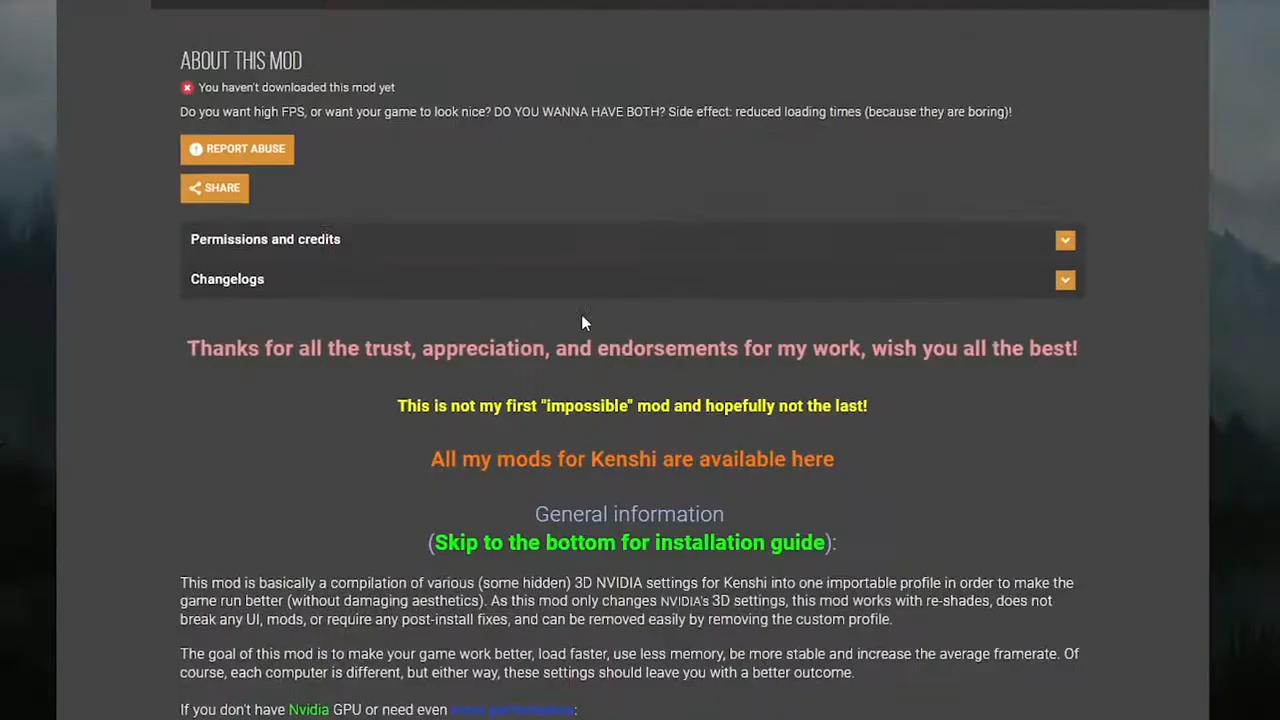 ABOUT THIS MOD
You haven't downloaded this mod yet
Do you want high FPS, or want your game to look nice? DO YOU WANNA HAVE BOTH? Side effect: reduced loading times (because they are boring)!
REPORT ABUSE
SHARE
Permissions and credits
Changelogs
Thanks for all the trust, appreciation, and endorsements for my work, wish you all the best!
This is not my first "impossible" mod and hopefully not the last!
All my mods for Kenshi are available here
General information
(Skip to the bottom for installation guide):
This mod is basically a compilation of various (some hidden) 3D NVIDIA settings for Kenshi into one importable profile in order to make the
game run better (without damaging aesthetics). As this mod only changes NVIDIA's 3D settings, this mod works with re-shades, does not
break any UI, mods, or require any post-install fixes, and can be removed easily by removing the custom profile.
The goal of this mod is to make your game work better, load faster, use less memory, be more stable and increase the average framerate. Of
course, each computer is different, but either way, these settings should leave you with a better outcome.
If you don't have Nvidia GPU or need even more performance: